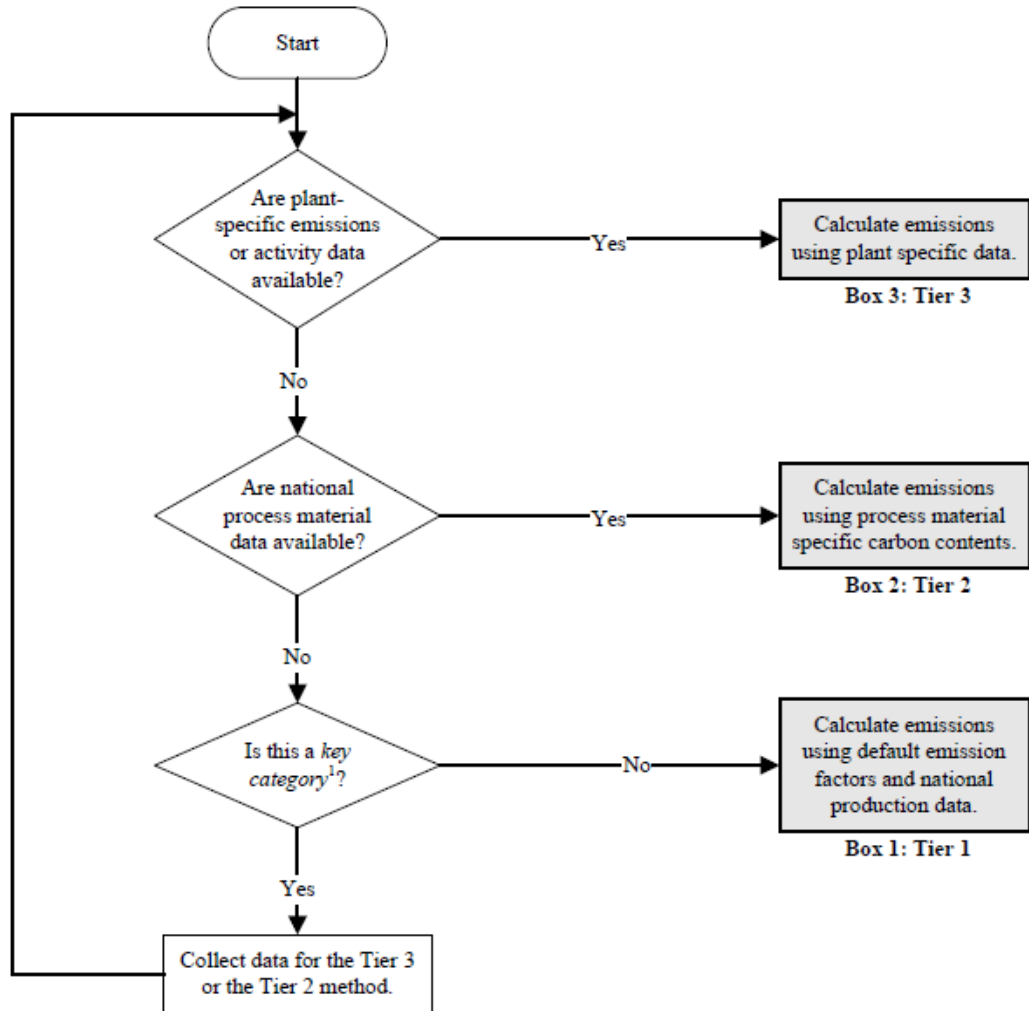 Start
Are plant-
specific emissions
or activity data
available?
Yes
Calculate emissions
using plant specific data.
Box 3: Tier 3
No
Are national
process material
data available?
Yes
Calculate emissions
using process material
specific carbon contents.
Box 2: Tier 2
No
Is this a key
category¹?
No
Calculate emissions
using default emission
factors and national
production data.
Box 1: Tier 1
Yes
Collect data for the Tier 3
or the Tier 2 method.